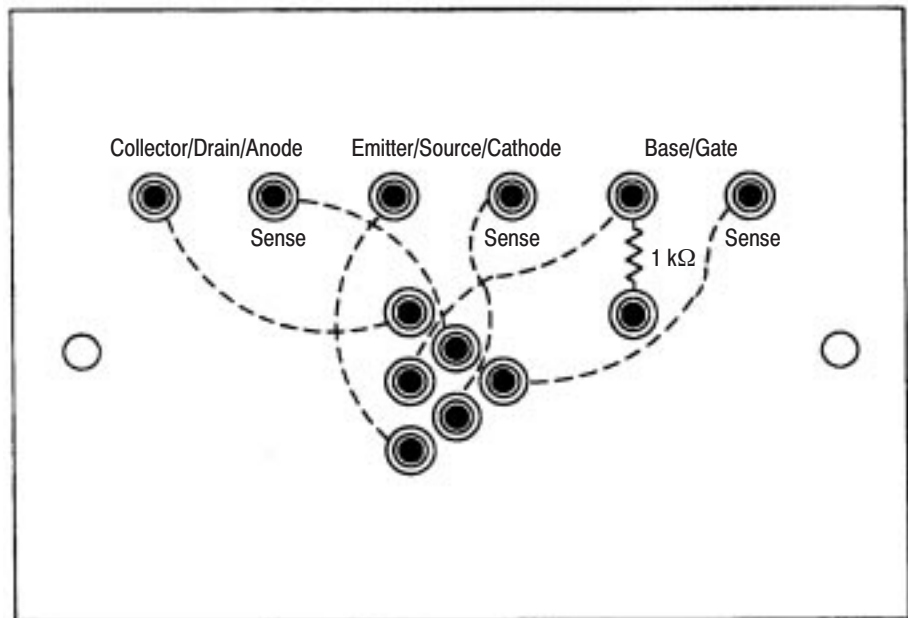 Collector/Drain/Anode Emitter/Source/Cathode Base/Gate
Sense Sense Sense
1 kΩ